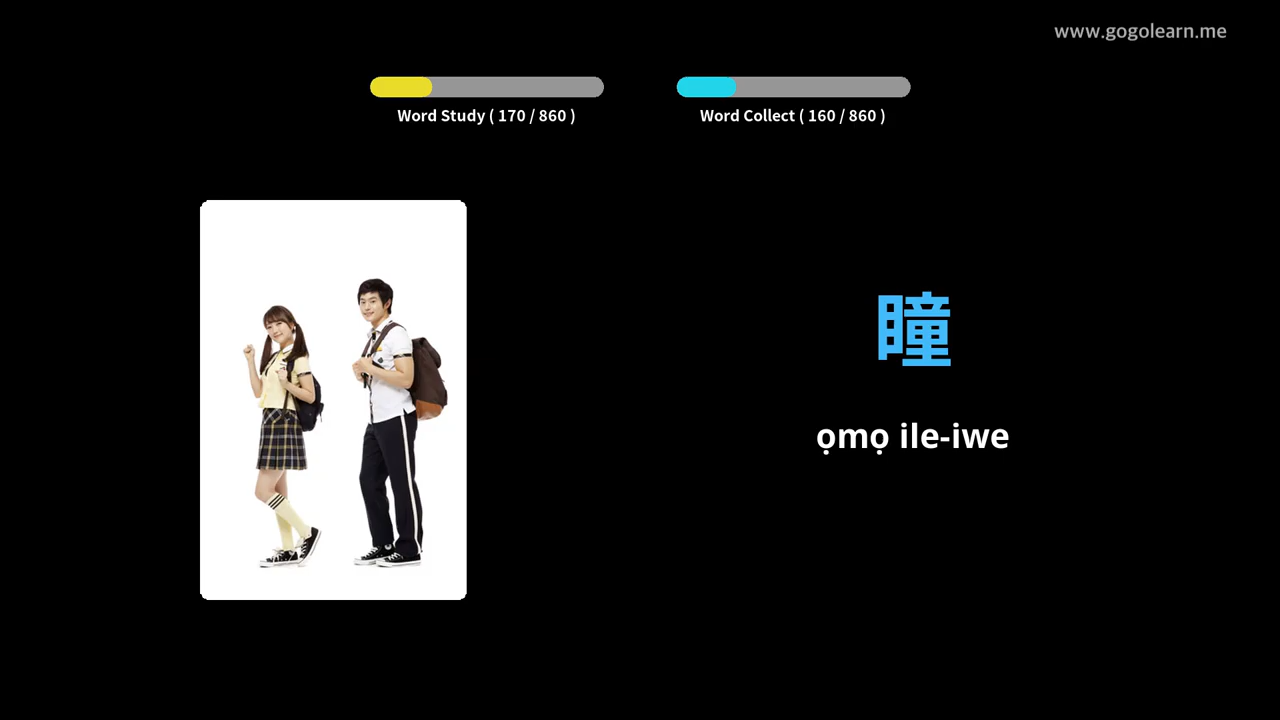 www.gogolearn.me
Word Study ( 170 / 860 )
Word Collect ( 160 / 860 )
瞳
ọmọ ile-iwe